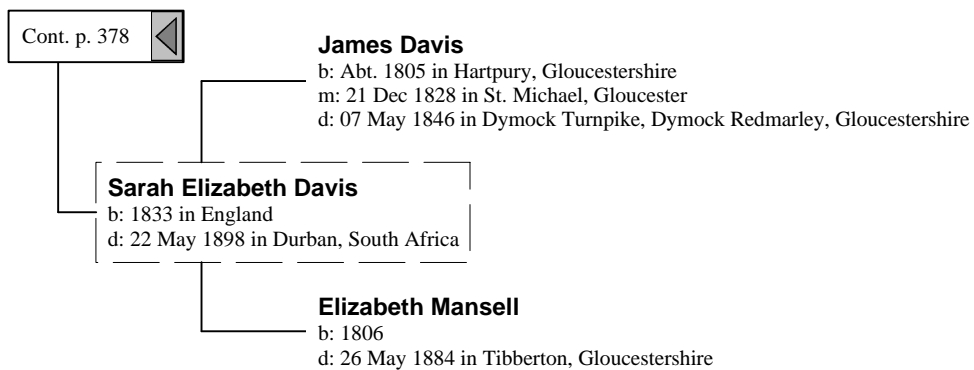 Cont. p. 378
James Davis
b: Abt. 1805 in Hartpury, Gloucestershire
m: 21 Dec 1828 in St. Michael, Gloucester
d: 07 May 1846 in Dymock Turnpike, Dymock Redmarley, Gloucestershire
Sarah Elizabeth Davis
b: 1833 in England
d: 22 May 1898 in Durban, South Africa
Elizabeth Mansell
b: 1806
d: 26 May 1884 in Tibberton, Gloucestershire